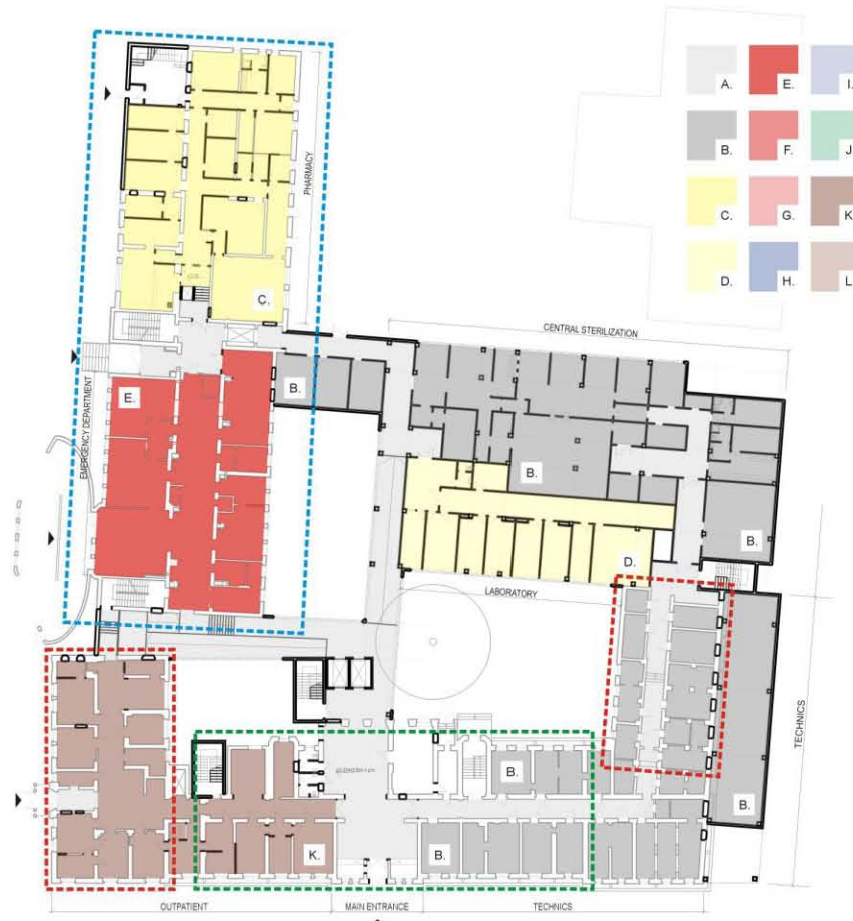 A.
E.
I.
B.
F.
J
C.
G.
K
D.
H.
L
PHARMACY
C.
CENTRAL STERILIZATION
EMERGENCY DEPARTMENT
E.
B.
B.
B.
D.
LABORATORY
TECHNICS
B.
B.
K.
B.
OUTPATIENT
MAIN ENTRANCE
TECHNICS